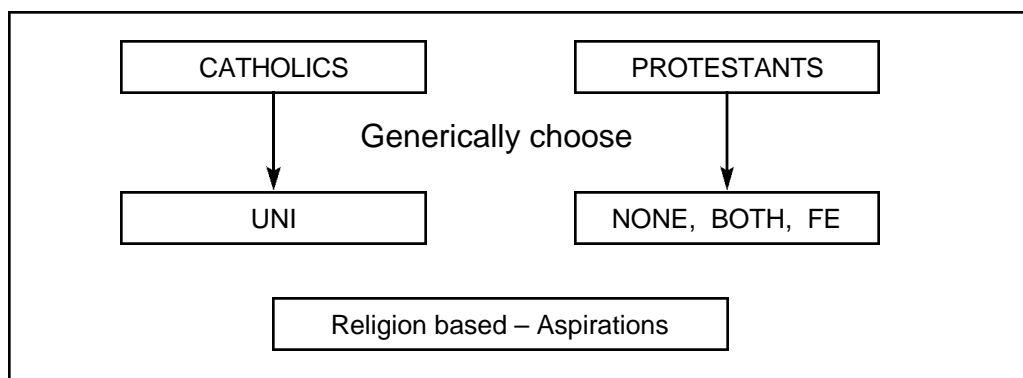 CATHOLICS PROTESTANTS
Generically choose
UNI NONE, BOTH, FE
Religion based – Aspirations